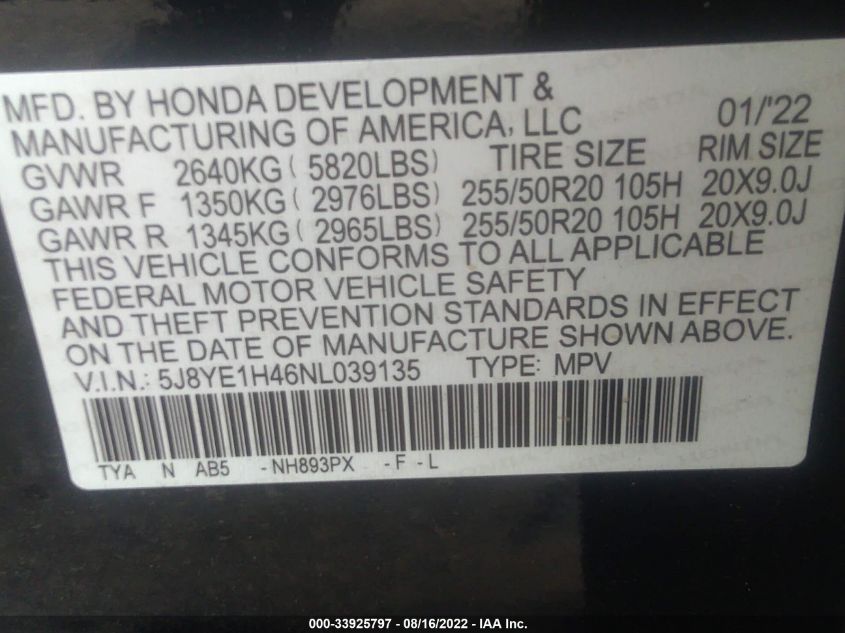 MFD. BY HONDA DEVELOPMENT &
MANUFACTURING OF AMERICA, LLC 01/'22
GVWR 2640KG ( 5820LBS) TIRE SIZE RIM SIZE
GAWR F 1350KG ( 2976LBS) 255/50R20 105H 20X9.0J
GAWR R 1345KG ( 2965LBS) 255/50R20 105H 20X9.0J
THIS VEHICLE CONFORMS TO ALL APPLICABLE
FEDERAL MOTOR VEHICLE SAFETY
AND THEFT PREVENTION STANDARDS IN EFFECT
ON THE DATE OF MANUFACTURE SHOWN ABOVE.
V.I.N.: 5J8YE1H46NL039135 TYPE: MPV
TYA N AB5 -NH893PX -F -L
000-33925797 - 08/16/2022 - IAA Inc.